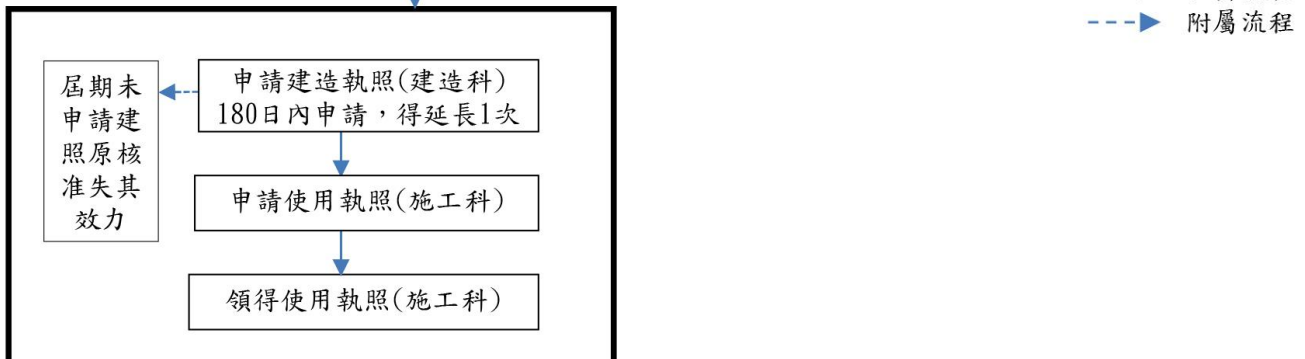 附屬流程
屆期未
申請建
照原核
准失其
效力
申請建造執照(建造科)
180日內申請，得延長1次
申請使用執照(施工科)
領得使用執照(施工科)